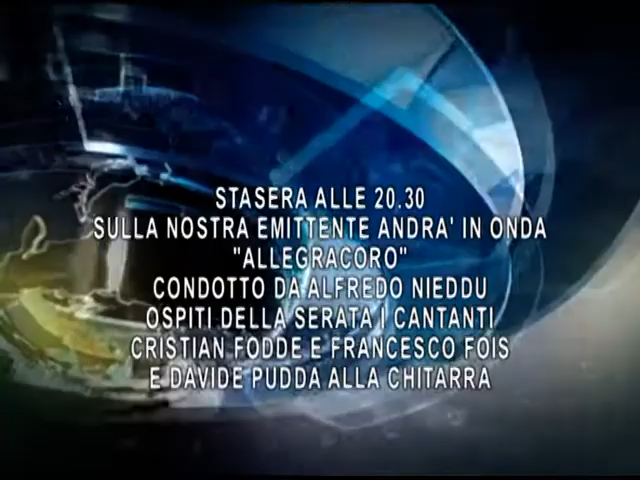 STASERA ALLE 20.30
SULLA NOSTRA EMITTENTE ANDRA' IN ONDA
"ALLEGRACORO"
CONDOTTO DA ALFREDO NIEDDU
OSPITI DELLA SERATA I CANTANTI
CRISTIAN FODDE E FRANCESCO FOIS
E DAVIDE PUDDA ALLA CHITARRA